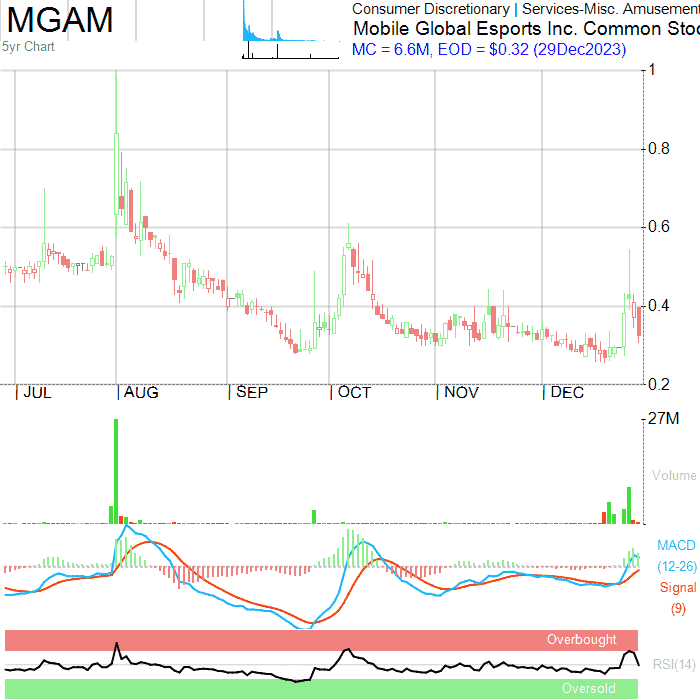 MGAM
5yr Chart
Consumer Discretionary | Services-Misc. Amusement
Mobile Global Esports Inc. Common Stoc
MC = 6.6M, EOD = $0.32 (29Dec2023)
1
0.8
0.6
0.4
0.2
JUL AUG SEP OCT NOV DEC
27M
Volume
MACD
(12-26)
Signal
(9)
Overbought
RSI(14)
Oversold